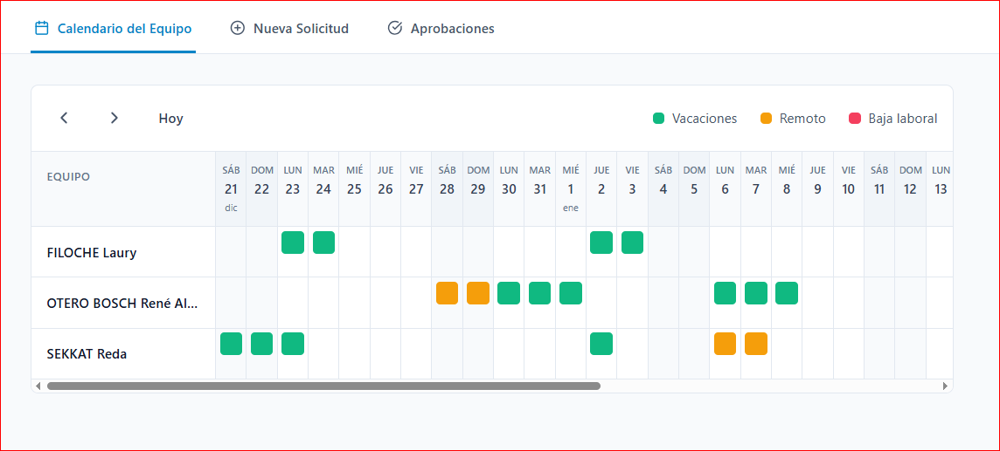 Calendario del Equipo Nueva Solicitud Aprobaciones
Hoy Vacaciones Remoto Baja laboral
EQUIPO SÁB DOM LUN MAR MIÉ JUE VIE SÁB DOM LUN MAR MIÉ JUE VIE SÁB DOM LUN MAR MIÉ JUE VIE SÁB DOM LUN
21 22 23 24 25 26 27 28 29 30 31 1 2 3 4 5 6 7 8 9 10 11 12 13
dic ene
FILOCHE Laury
OTERO BOSCH René Al...
SEKKAT Reda